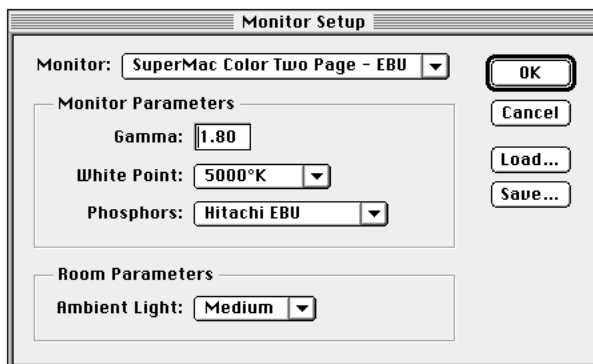 Monitor Setup
Monitor: SuperMac Color Two Page - EBU
OK
Monitor Parameters
Cancel
Gamma: 1.80
Load...
White Point: 5000°K
Save...
Phosphors: Hitachi EBU
Room Parameters
Ambient Light: Medium